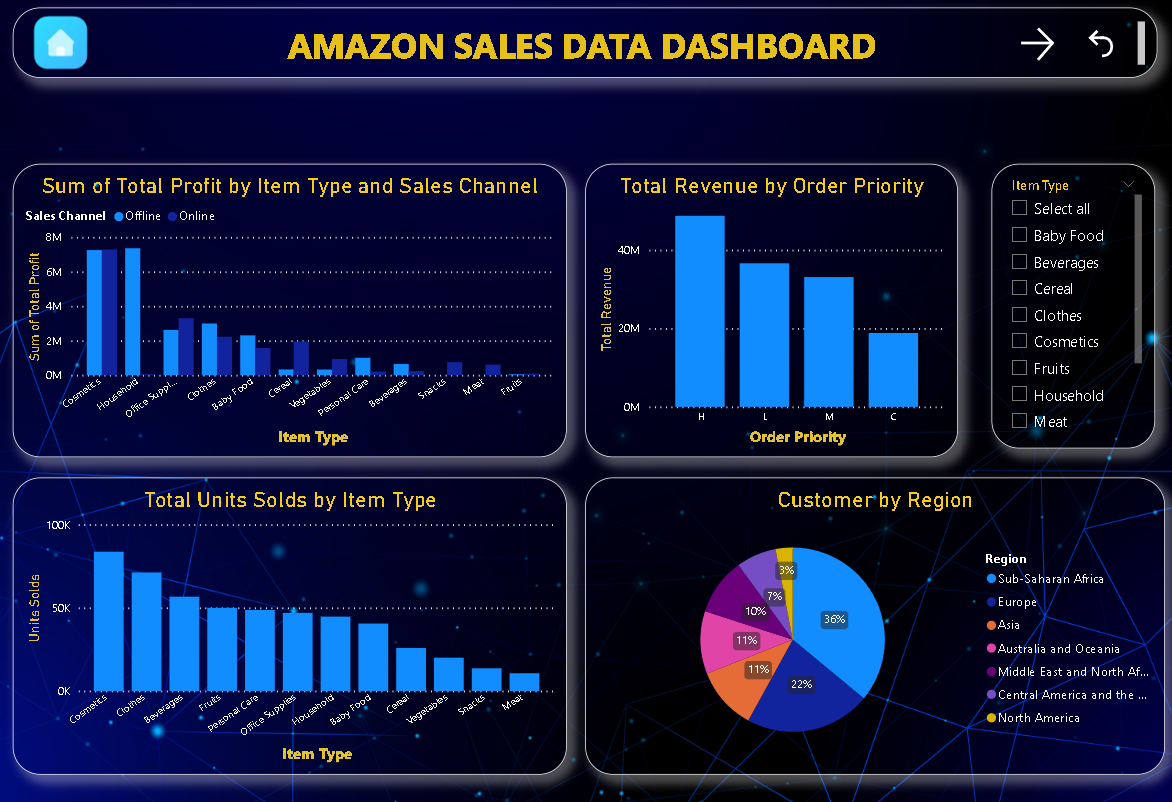 AMAZON SALES DATA DASHBOARD
Sum of Total Profit by Item Type and Sales Channel
Sales Channel Offline Online
Sum of Total Profit
8M
6M
4M
2M
0M
Cosmetics Household Office Suppl... Clothes Baby Food Cereal Vegetables Personal Care Beverages Snacks Meat Fruits
Item Type
Total Revenue by Order Priority
Total Revenue
40M
20M
0M
H L M C
Order Priority
Item Type
Select all
Baby Food
Beverages
Cereal
Clothes
Cosmetics
Fruits
Household
Meat
Total Units Solds by Item Type
Units Solds
100K
50K
0K
Cosmetics Clothes Beverages Fruits Personal Care Office Supplies Household Baby Food Cereal Vegetables Snacks Meat
Item Type
Customer by Region
3%
7%
10%
11%
11%
22%
36%
Region
Sub-Saharan Africa
Europe
Asia
Australia and Oceania
Middle East and North Af...
Central America and the ...
North America